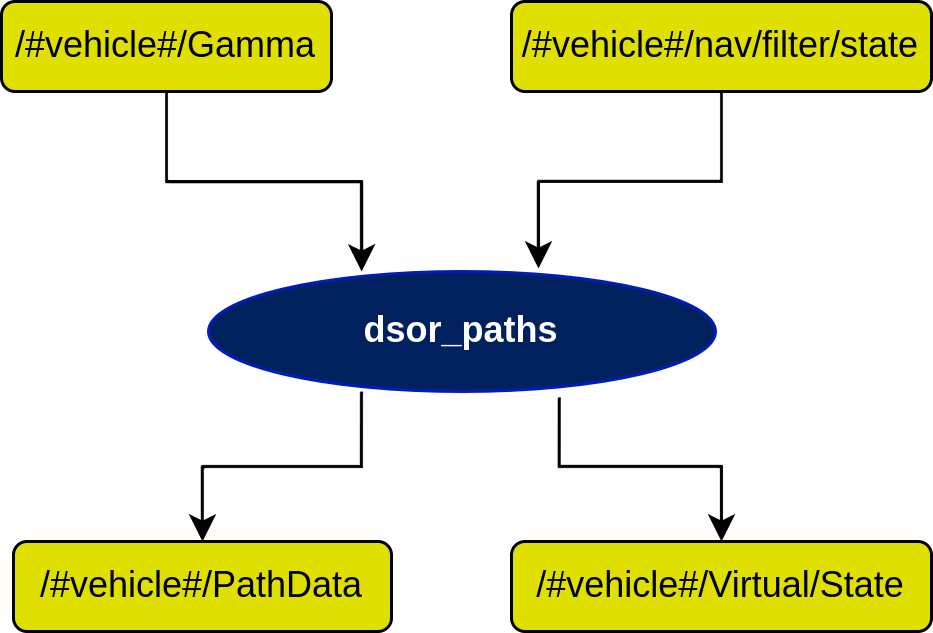 /#vehicle#/Gamma
/#vehicle#/nav/filter/state
dsor_paths
/#vehicle#/PathData
/#vehicle#/Virtual/State